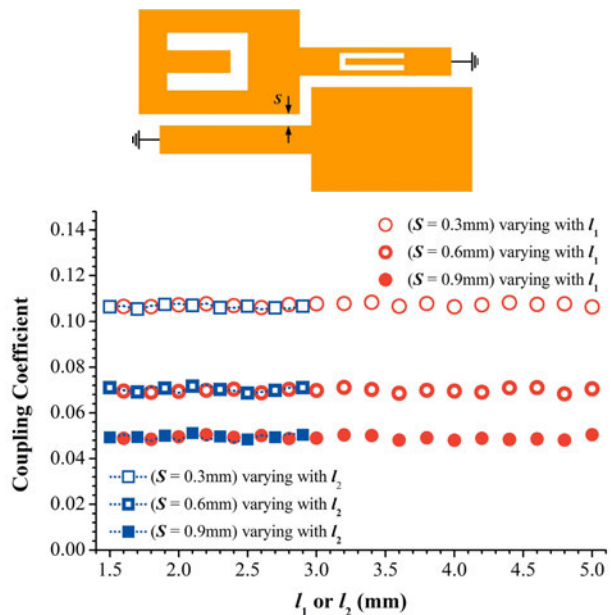 S
0.14
0.12
0.10
0.08
0.06
0.04
0.02
0.00
Coupling Coefficient
(S = 0.3mm) varying with l₁
(S = 0.6mm) varying with l₁
(S = 0.9mm) varying with l₁
(S = 0.3mm) varying with l₂
(S = 0.6mm) varying with l₂
(S = 0.9mm) varying with l₂
1.5 2.0 2.5 3.0 3.5 4.0 4.5 5.0
l₁ or l₂ (mm)